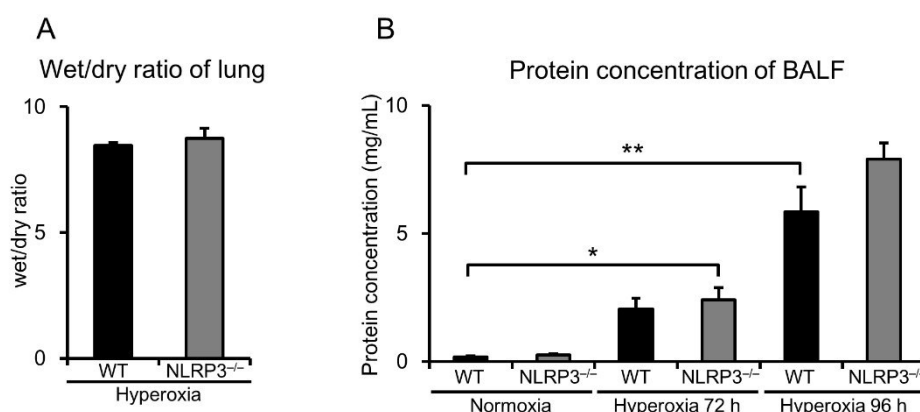 A
Wet/dry ratio of lung
10
5
0
wet/dry ratio
WT NLRP3⁻/⁻
Hyperoxia
B
Protein concentration of BALF
10
5
0
Protein concentration (mg/mL)
**
*
WT NLRP3⁻/⁻ WT NLRP3⁻/⁻ WT NLRP3⁻/⁻
Normoxia Hyperoxia 72 h Hyperoxia 96 h